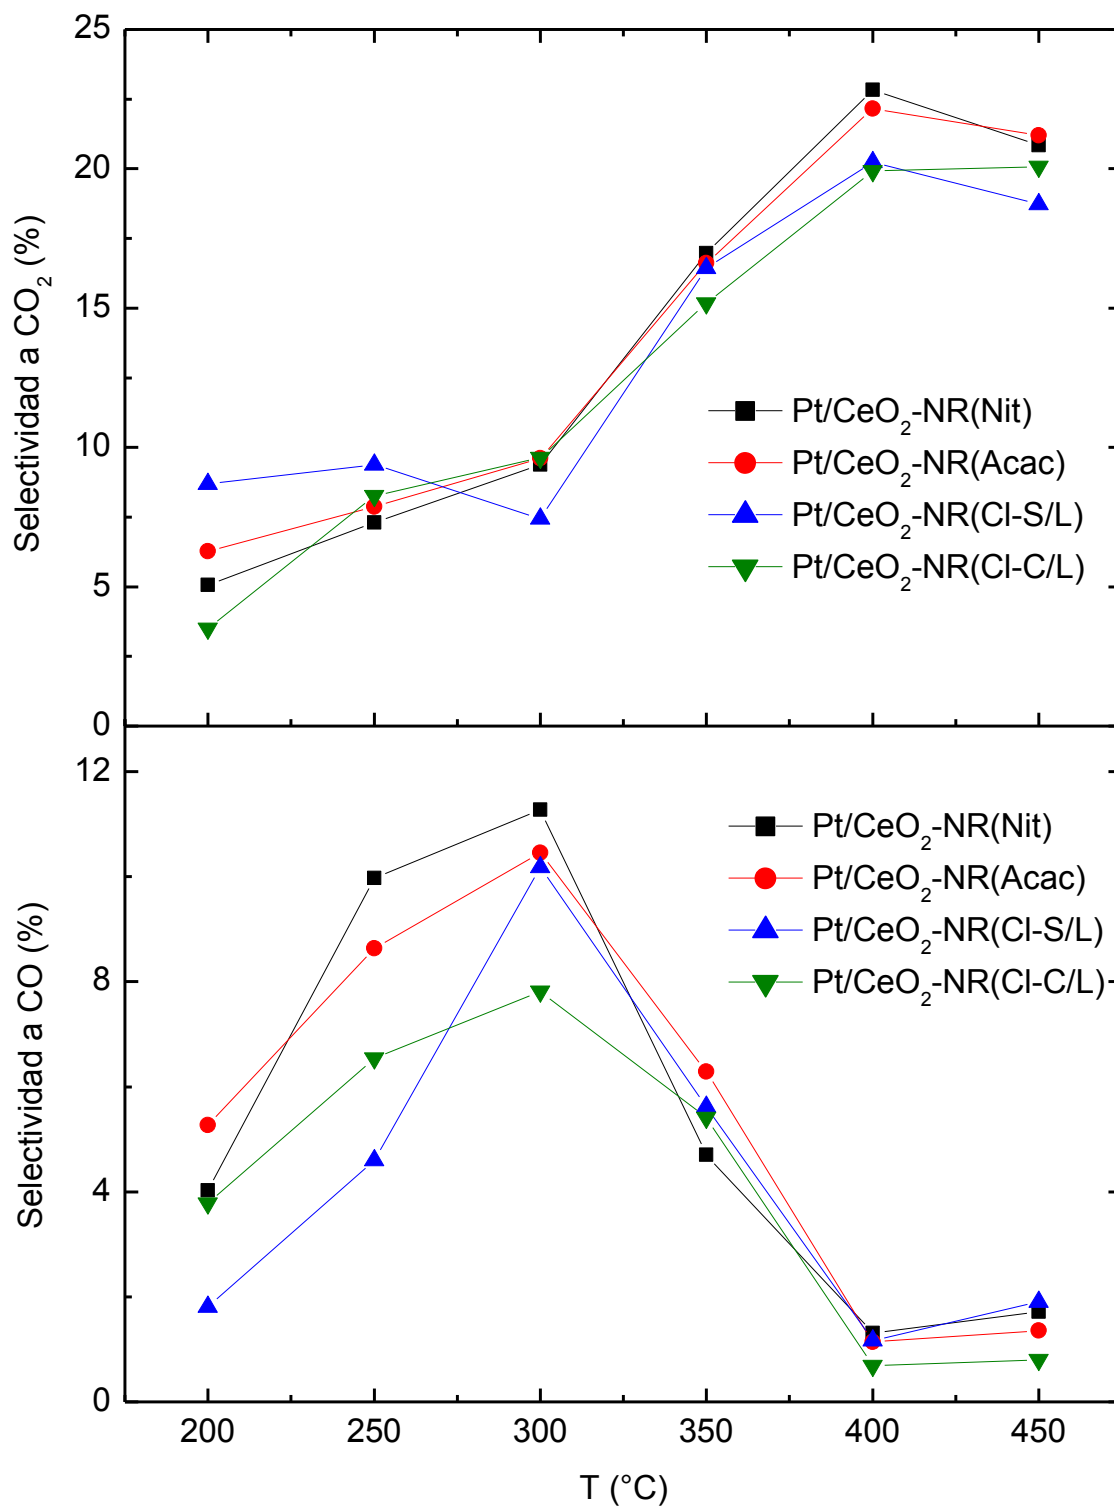 25
20
15
10
5
0
Selectividad a CO₂ (%)
Pt/CeO₂-NR(Nit)
Pt/CeO₂-NR(Acac)
Pt/CeO₂-NR(Cl-S/L)
Pt/CeO₂-NR(Cl-C/L)
12
8
4
0
Selectividad a CO (%)
Pt/CeO₂-NR(Nit)
Pt/CeO₂-NR(Acac)
Pt/CeO₂-NR(Cl-S/L)
Pt/CeO₂-NR(Cl-C/L)
200 250 300 350 400 450
T (°C)